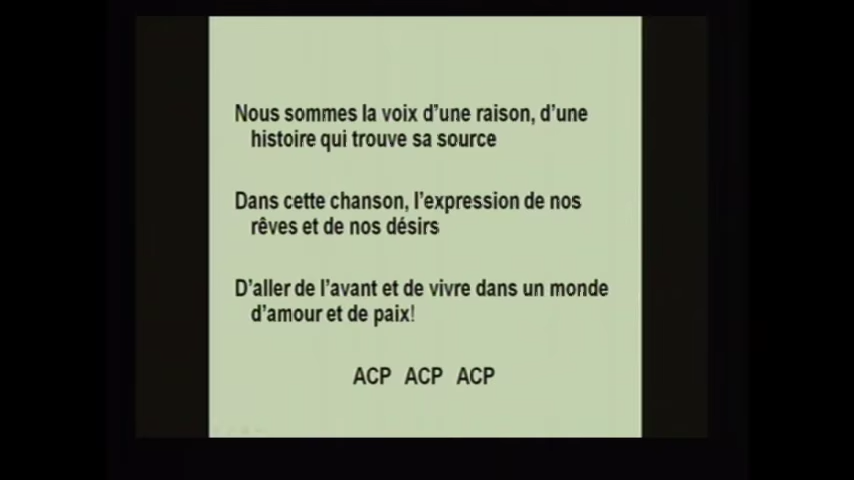 Nous sommes la voix d'une raison, d'une
histoire qui trouve sa source
Dans cette chanson, l'expression de nos
rêves et de nos désirs
D'aller de l'avant et de vivre dans un monde
d'amour et de paix!
ACP ACP ACP